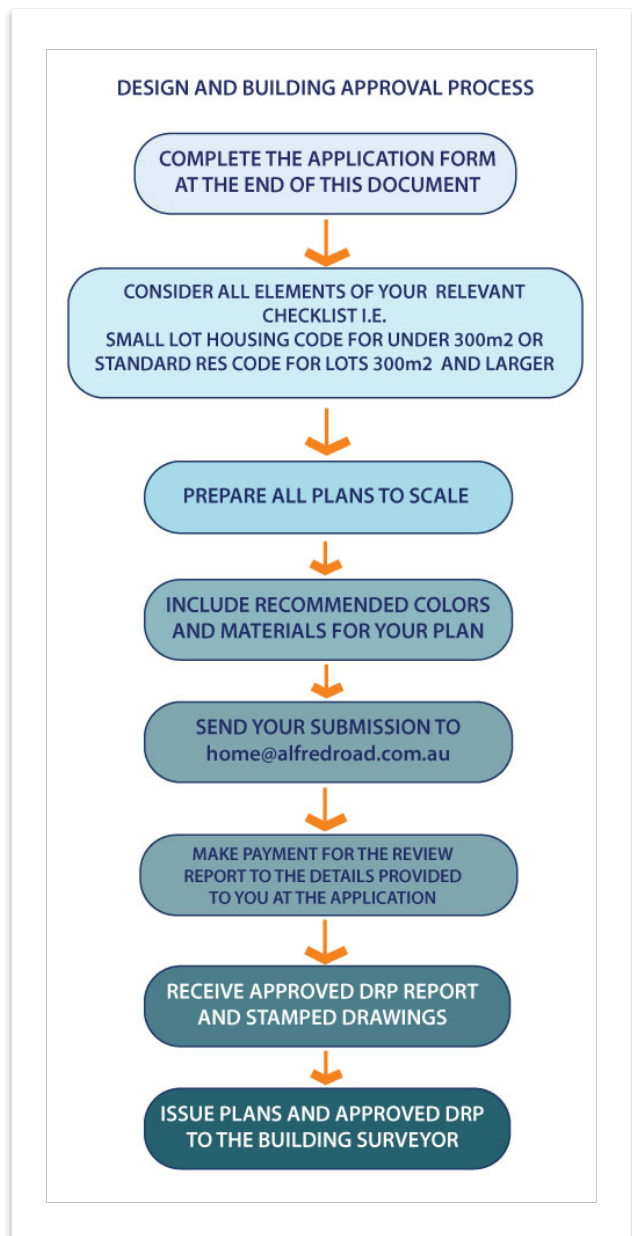 DESIGN AND BUILDING APPROVAL PROCESS
COMPLETE THE APPLICATION FORM
AT THE END OF THIS DOCUMENT
CONSIDER ALL ELEMENTS OF YOUR RELEVANT
CHECKLIST I.E.
SMALL LOT HOUSING CODE FOR UNDER 300m2 OR
STANDARD RES CODE FOR LOTS 300m2 AND LARGER
PREPARE ALL PLANS TO SCALE
INCLUDE RECOMMENDED COLORS
AND MATERIALS FOR YOUR PLAN
SEND YOUR SUBMISSION TO
home@alfredroad.com.au
MAKE PAYMENT FOR THE REVIEW
REPORT TO THE DETAILS PROVIDED
TO YOU AT THE APPLICATION
RECEIVE APPROVED DRP REPORT
AND STAMPED DRAWINGS
ISSUE PLANS AND APPROVED DRP
TO THE BUILDING SURVEYOR